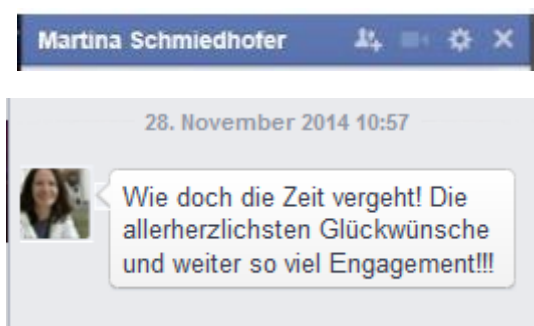 Martina Schmiedhofer
28. November 2014 10:57
Wie doch die Zeit vergeht! Die
allerherzlichsten Glückwünsche
und weiter so viel Engagement!!!